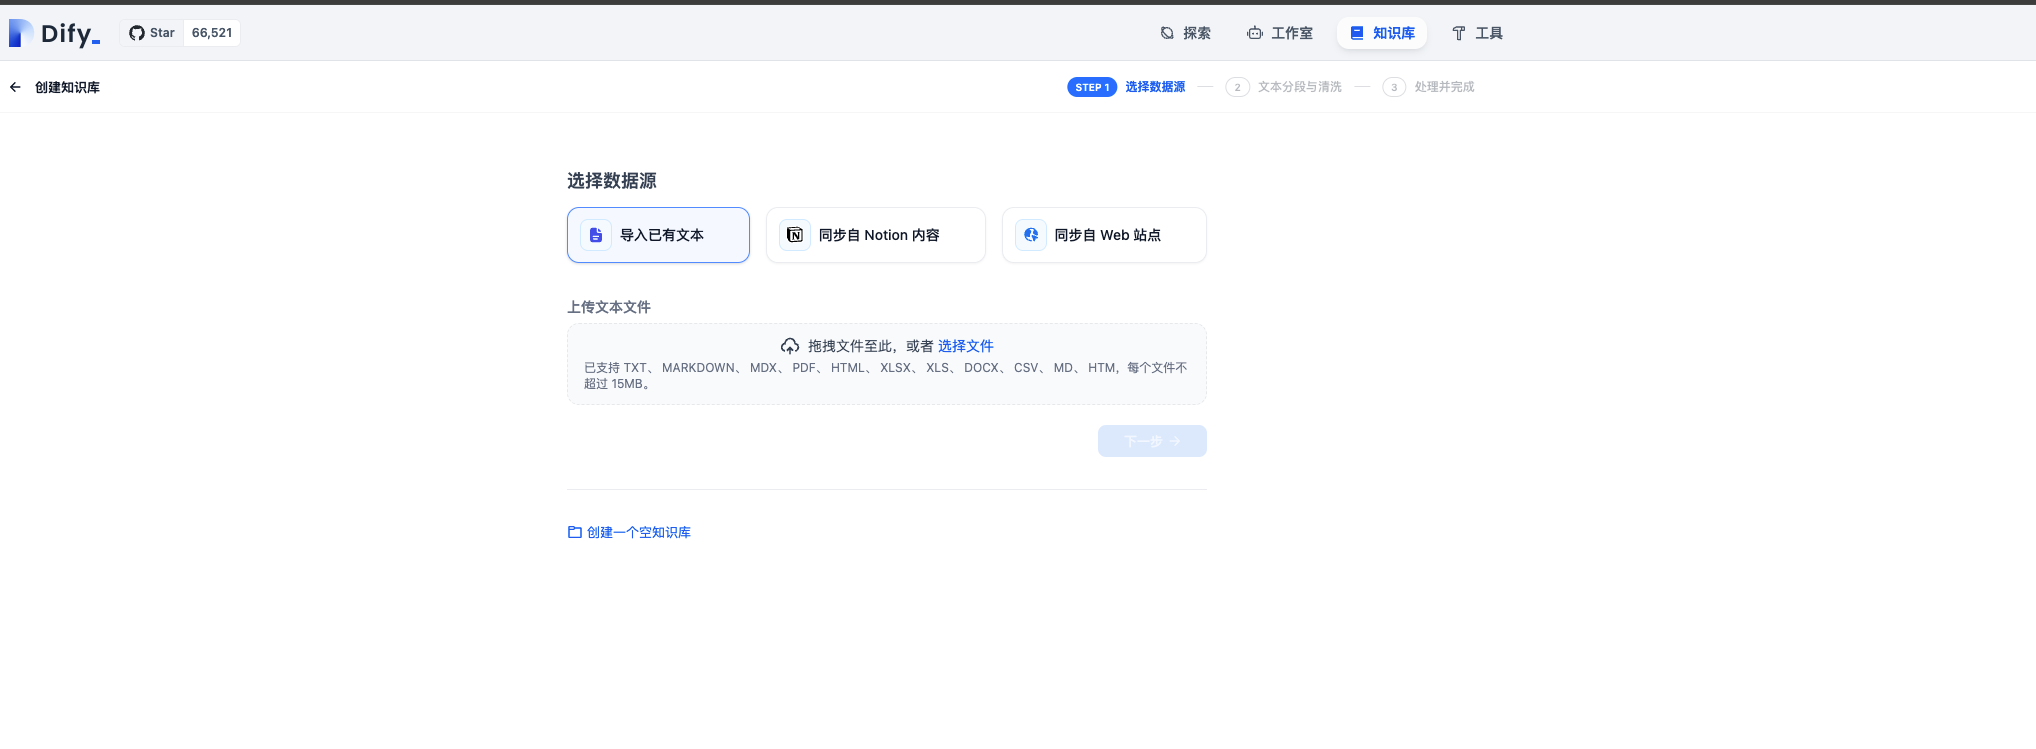 Dify_
Star 66,521
探索 工作室 知识库 工具
创建知识库
STEP 1 选择数据源 2 文本分段与清洗 3 处理并完成
选择数据源
导入已有文本 同步自 Notion 内容 同步自 Web 站点
上传文本文件
拖拽文件至此，或者 选择文件
已支持 TXT、 MARKDOWN、 MDX、 PDF、 HTML、 XLSX、 XLS、 DOCX、 CSV、 MD、 HTM，每个文件不
超过 15MB。
下一步
创建一个空知识库